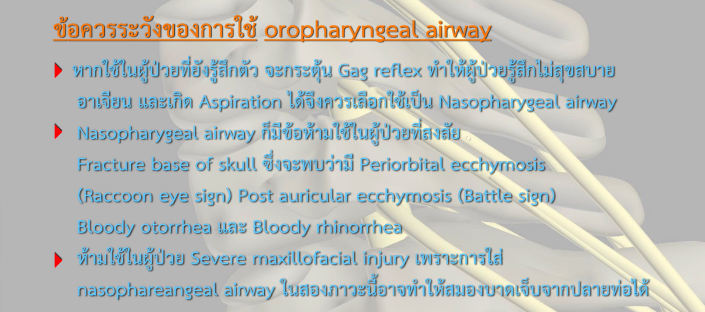 ข้อควรระวังของการใช้ oropharyngeal airway
หากใช้ในผู้ป่วยที่ยังรู้สึกตัว จะกระตุ้น Gag reflex ทำให้ผู้ป่วยรู้สึกไม่สุขสบาย
อาเจียน และเกิด Aspiration ได้จึงควรเลือกใช้เป็น Nasopharygeal airway
Nasopharygeal airway ก็มีข้อห้ามใช้ในผู้ป่วยที่สงสัย
Fracture base of skull ซึ่งจะพบว่ามี Periorbital ecchymosis
(Raccoon eye sign) Post auricular ecchymosis (Battle sign)
Bloody otorrhea และ Bloody rhinorrhea
ห้ามใช้ในผู้ป่วย Severe maxillofacial injury เพราะการใส่
nasophareangeal airway ในสองภาวะนี้อาจทำให้สมองบาดเจ็บจากปลายท่อได้